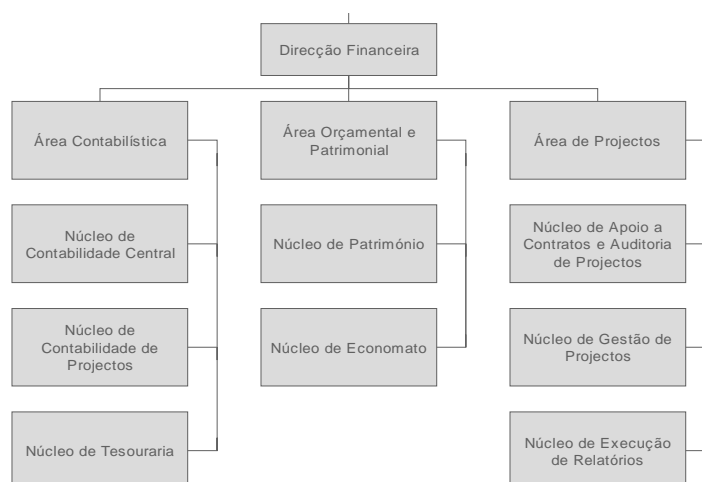 Direcção Financeira
Área Contabilística
Área Orçamental e
Patrimonial
Área de Projectos
Núcleo de
Contabilidade Central
Núcleo de Património
Núcleo de Apoio a
Contratos e Auditoria
de Projectos
Núcleo de
Contabilidade de
Projectos
Núcleo de Economato
Núcleo de Gestão de
Projectos
Núcleo de Tesouraria
Núcleo de Execução
de Relatórios